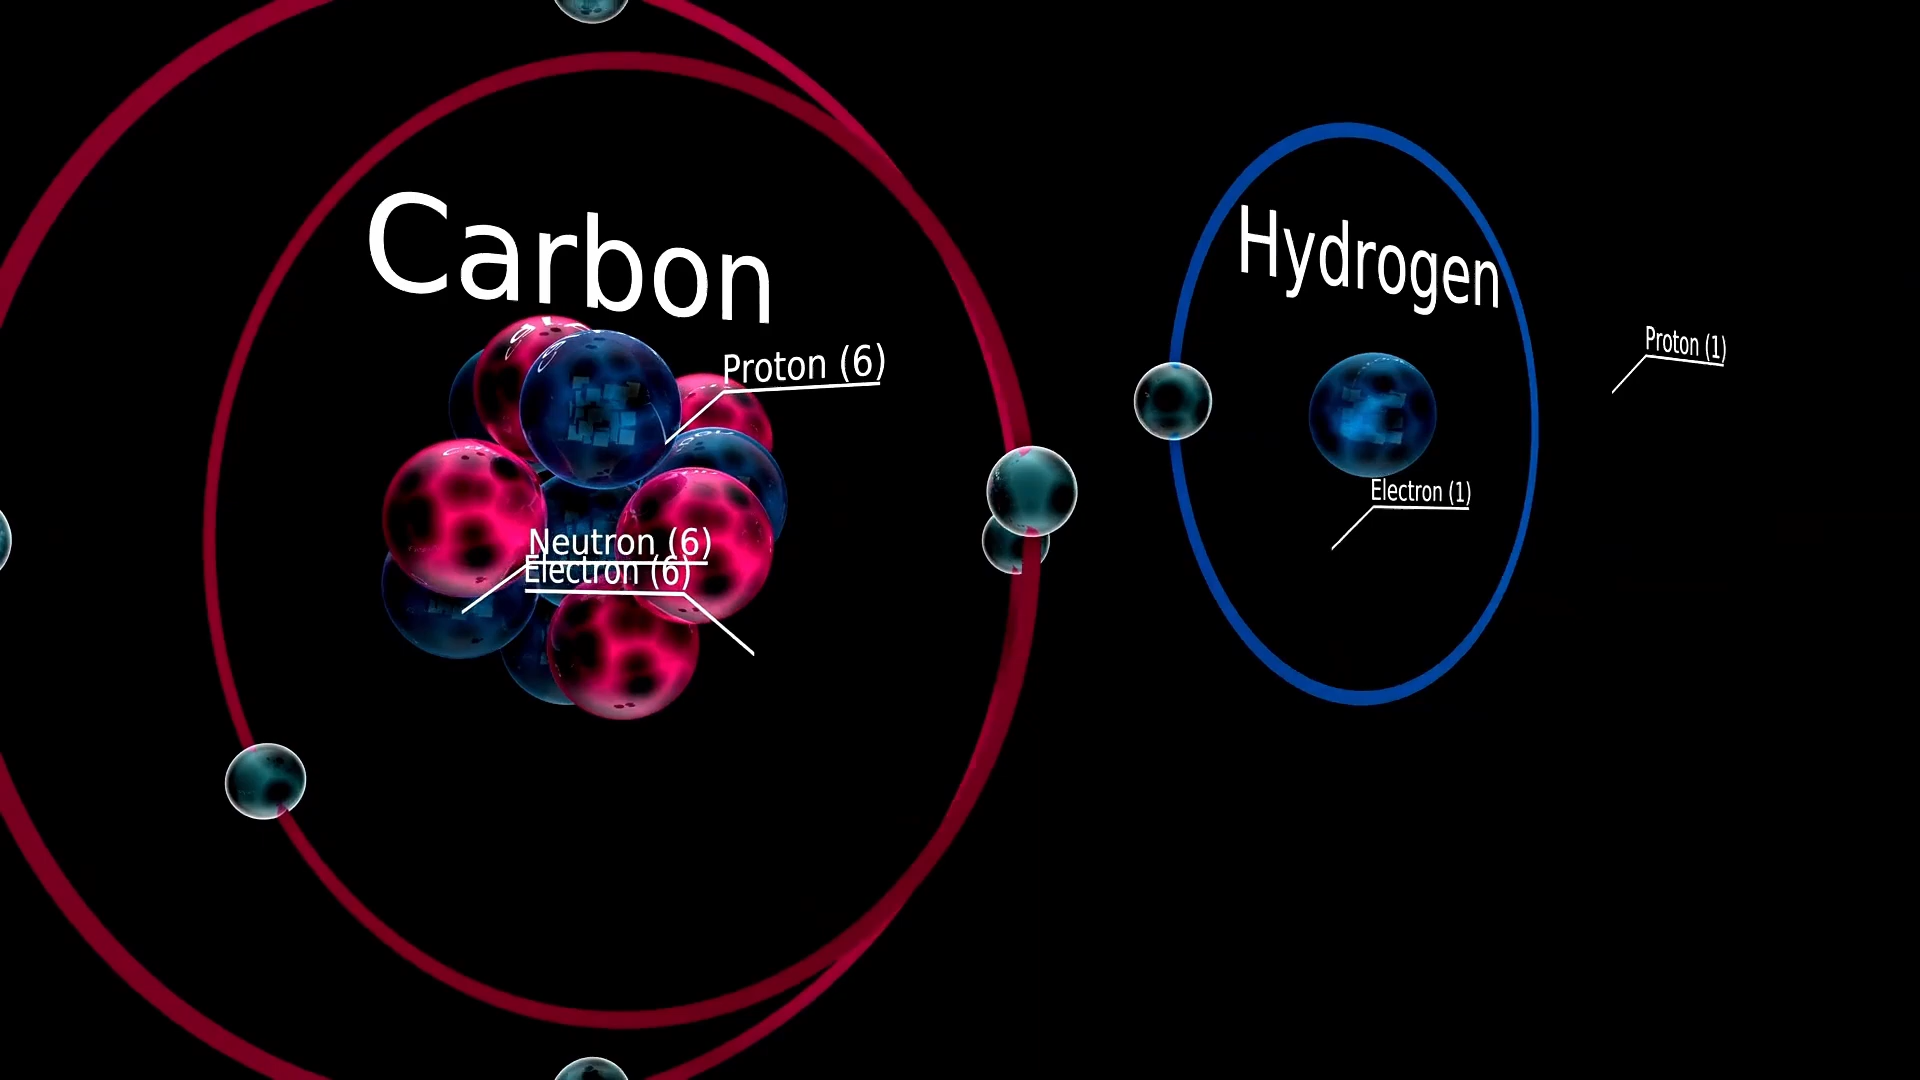 Carbon
Proton (6)
Neutron (6)
Electron (6)
Hydrogen
Proton (1)
Electron (1)